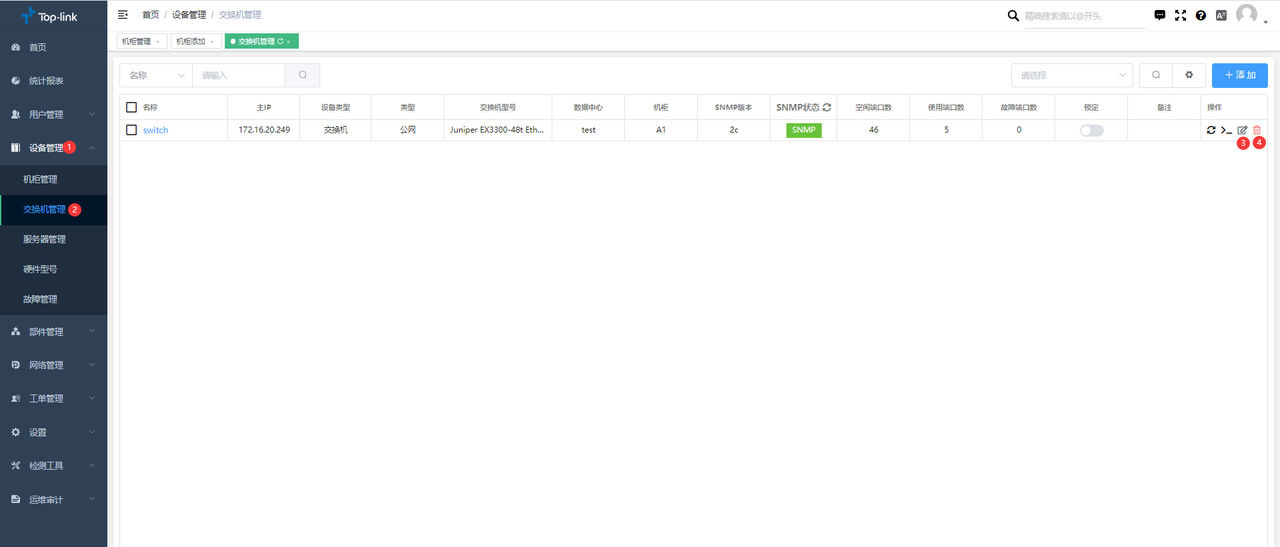 Top-link
首页 / 设备管理 / 交换机管理
精确搜索请以@开头
机柜管理 × 机柜添加 × 交换机管理 ×
首页
统计报表
用户管理
设备管理 1
机柜管理
交换机管理 2
服务器管理
硬件型号
故障管理
部件管理
网络管理
工单管理
设置
检测工具
运维审计
名称 请输入 请选择 + 添加
名称 主IP 设备类型 类型 交换机型号 数据中心 机柜 SNMP版本 SNMP状态 空闲端口数 使用端口数 故障端口数 锁定 备注 操作
switch 172.16.20.249 交换机 公网 Juniper EX3300-48t Eth... test A1 2c SNMP 46 5 0
3 4